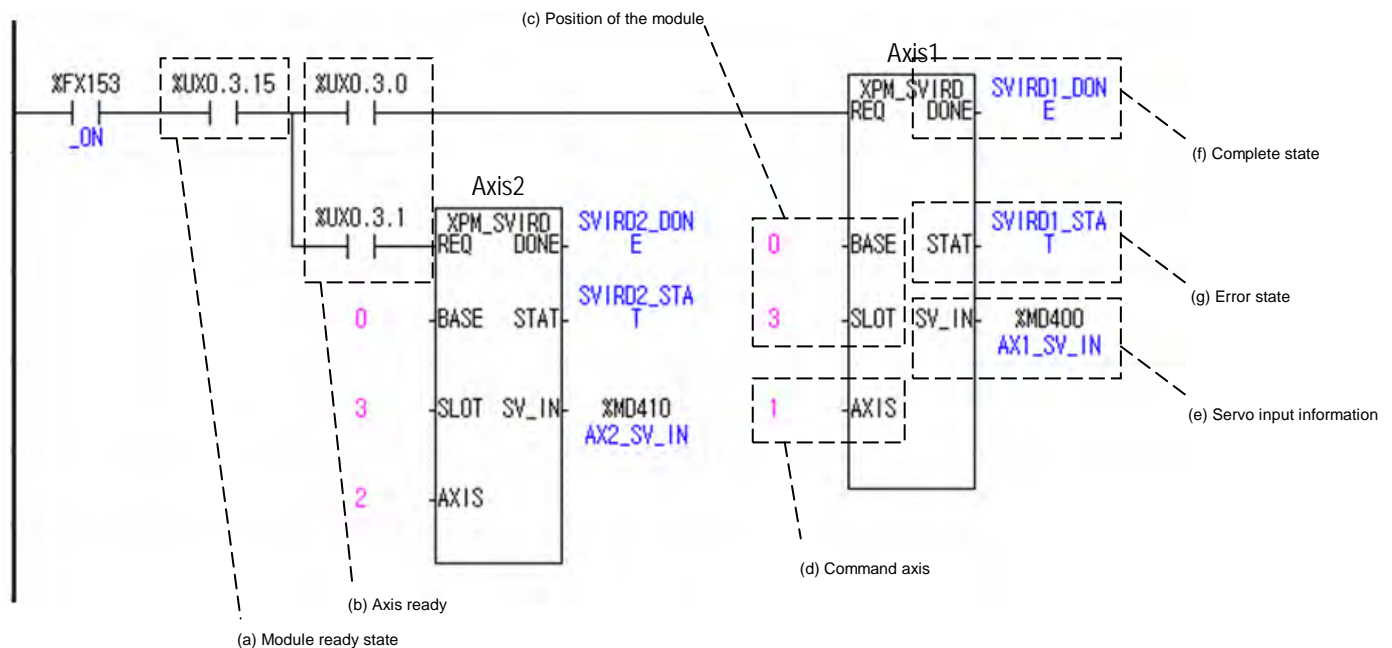 (c) Position of the module
Axis1
%FX153
%UX0.3.15
%UX0.3.0
XPM_SVIRD
SVIRD1_DON
REQ DONE
E
_ON
(f) Complete state
Axis2
%UX0.3.1
XPM_SVIRD
SVIRD2_DON
REQ DONE
E
0
BASE STAT
SVIRD1_STA
T
(g) Error state
0
BASE STAT
SVIRD2_STA
T
3
SLOT SV_IN
%MD400
AX1_SV_IN
3
SLOT SV_IN
%MD410
AX2_SV_IN
1
AXIS
(e) Servo input information
2
AXIS
(d) Command axis
(b) Axis ready
(a) Module ready state